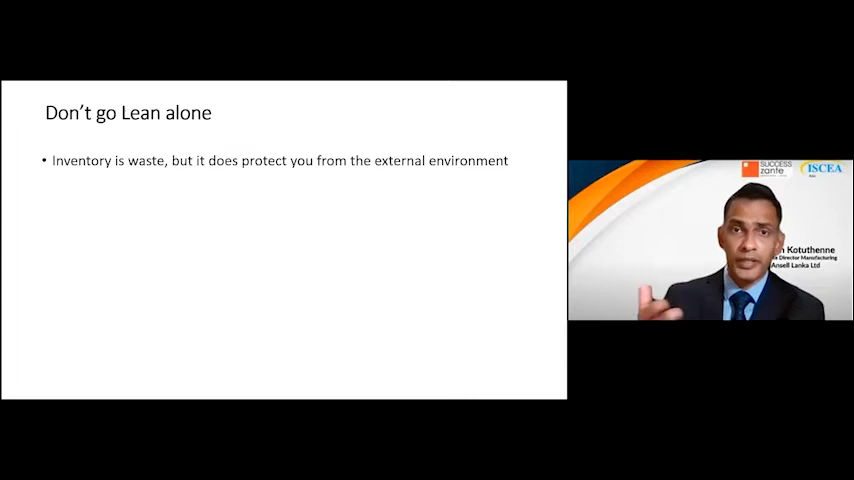 Don't go Lean alone
• Inventory is waste, but it does protect you from the external environment
SUCCESS
zante
ISCEA
Kotuthenne
Director Manufacturing
Ansell Lanka Ltd